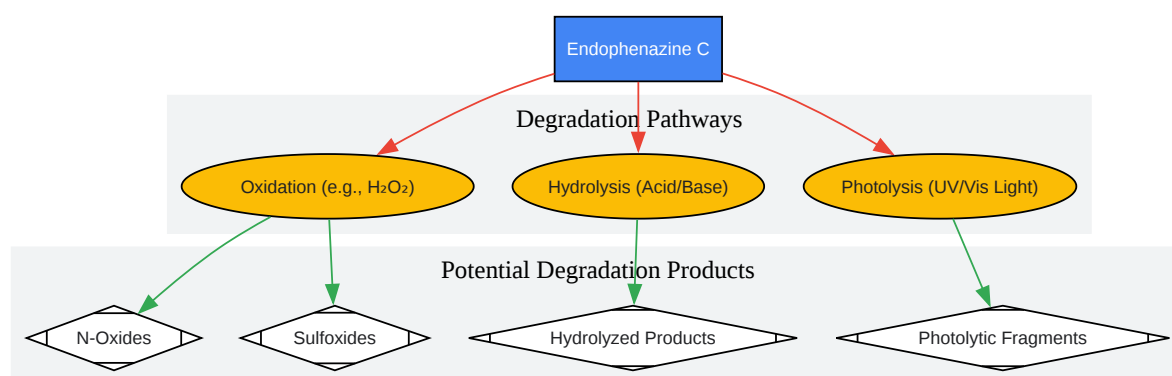 Endophenazine C
Degradation Pathways
Oxidation (e.g., H₂O₂)
Hydrolysis (Acid/Base)
Photolysis (UV/Vis Light)
Potential Degradation Products
N-Oxides
Sulfoxides
Hydrolyzed Products
Photolytic Fragments